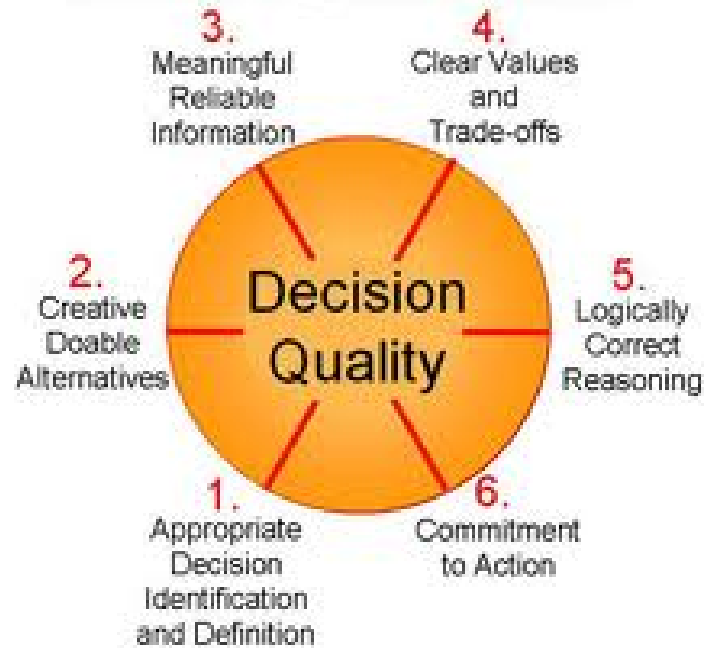 3.
Meaningful
Reliable
Information
4.
Clear Values
and
Trade-offs
2.
Creative
Doable
Alternatives
Decision
Quality
5.
Logically
Correct
Reasoning
1.
Appropriate
Decision
Identification
and Definition
6.
Commitment
to Action